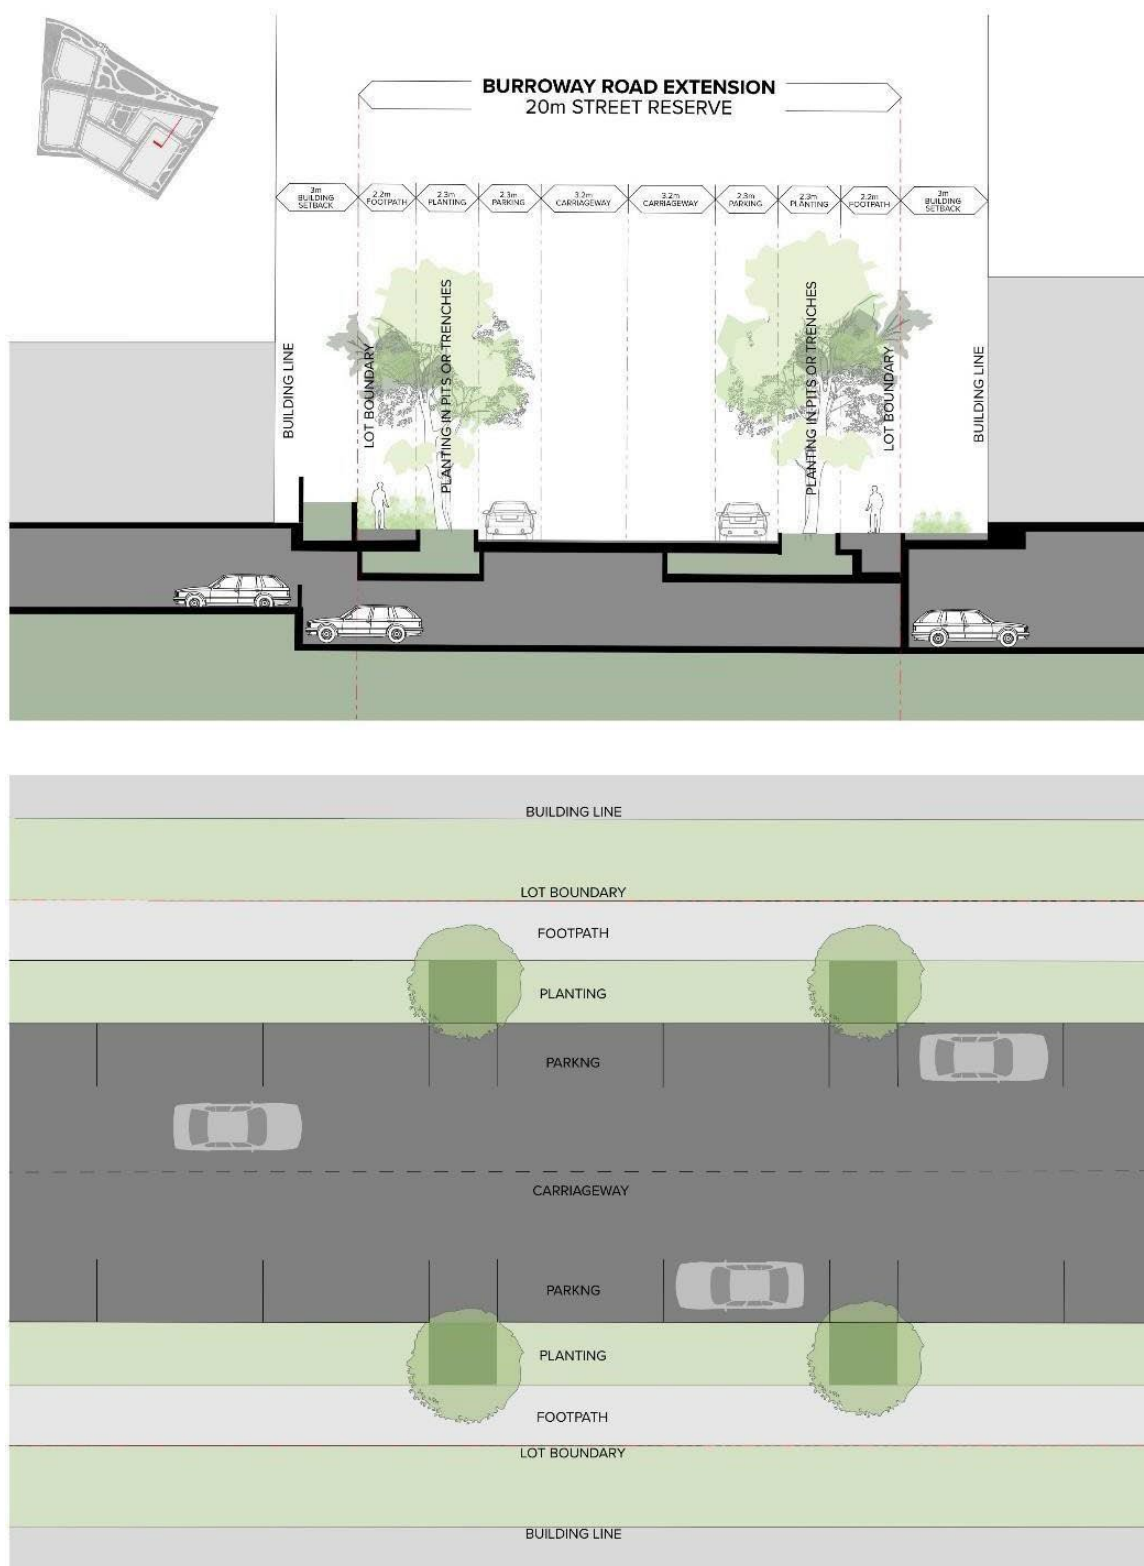 BURROWAY ROAD EXTENSION
20m STREET RESERVE
3m
BUILDING
SETBACK
2.2m
FOOTPATH
2.3m
PLANTING
2.3m
PARKING
3.2m
CARRIAGEWAY
3.2m
CARRIAGEWAY
2.3m
PARKING
2.3m
PLANTING
2.2m
FOOTPATH
3m
BUILDING
SETBACK
BUILDING LINE
LOT BOUNDARY
PLANTING IN PITS OR TRENCHES
PLANTING IN PITS OR TRENCHES
LOT BOUNDARY
BUILDING LINE
BUILDING LINE
LOT BOUNDARY
FOOTPATH
PLANTING
PARKNG
CARRIAGEWAY
PARKNG
PLANTING
FOOTPATH
LOT BOUNDARY
BUILDING LINE